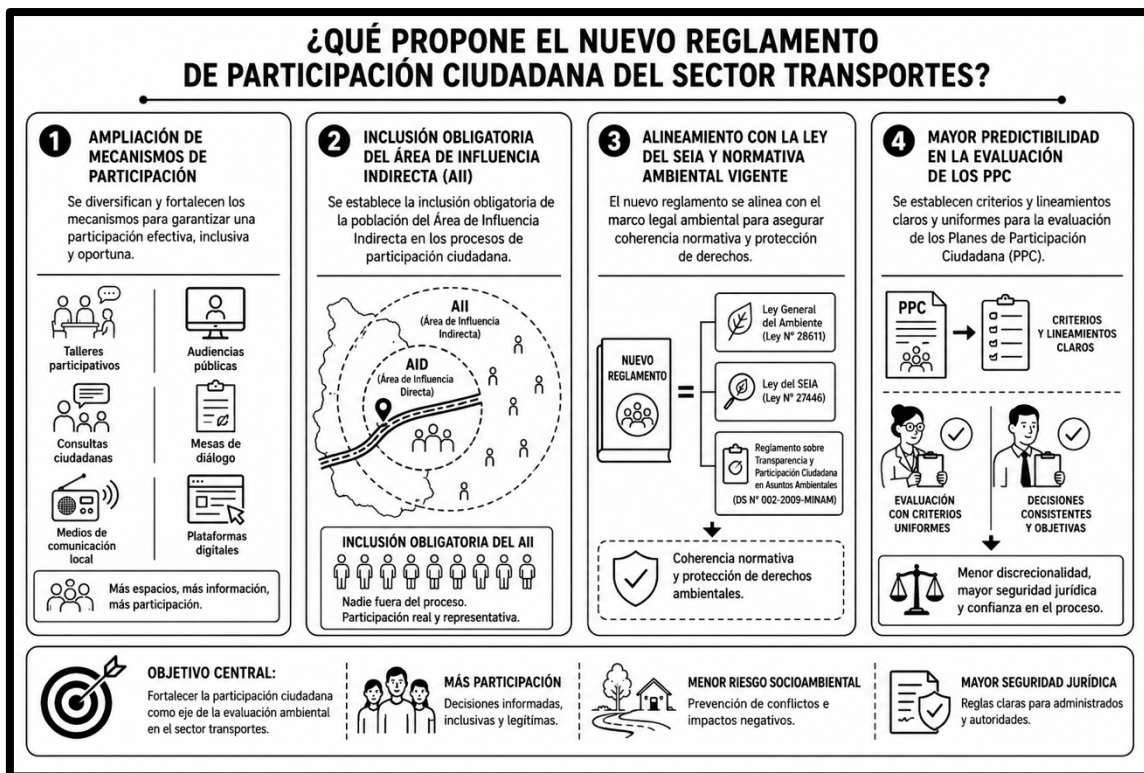 ¿QUÉ PROPONE EL NUEVO REGLAMENTO
DE PARTICIPACIÓN CIUDADANA DEL SECTOR TRANSPORTES?
1
AMPLIACIÓN DE
MECANISMOS DE
PARTICIPACIÓN
Se diversifican y fortalecen los
mecanismos para garantizar una
participación efectiva, inclusiva
y oportuna.
Talleres
participativos
Audiencias
públicas
Consultas
ciudadanas
Mesas de
diálogo
Medios de
comunicación
local
Plataformas
digitales
Más espacios, más información,
más participación.
2
INCLUSIÓN OBLIGATORIA
DEL ÁREA DE INFLUENCIA
INDIRECTA (AII)
Se establece la inclusión obligatoria de
la población del Área de Influencia
Indirecta en los procesos de
participación ciudadana.
AII
(Área de Influencia
Indirecta)
AID
(Área de Influencia
Directa)
INCLUSIÓN OBLIGATORIA DEL AII
Nadie fuera del proceso.
Participación real y representativa.
3
ALINEAMIENTO CON LA LEY
DEL SEIA Y NORMATIVA
AMBIENTAL VIGENTE
El nuevo reglamento se alinea con el
marco legal ambiental para asegurar
coherencia normativa y protección
de derechos.
NUEVO
REGLAMENTO
=
Ley General
del Ambiente
(Ley N° 28611)
Ley del SEIA
(Ley N° 27446)
Reglamento sobre
Transparencia y
Participación Ciudadana
en Asuntos Ambientales
(DS N° 002-2009-MINAM)
Coherencia normativa
y protección de derechos
ambientales.
4
MAYOR PREDICTIBILIDAD
EN LA EVALUACIÓN
DE LOS PPC
Se establecen criterios y lineamientos
claros y uniformes para la evaluación
de los Planes de Participación
Ciudadana (PPC).
PPC
CRITERIOS
Y LINEAMIENTOS
CLAROS
EVALUACIÓN
CON CRITERIOS
UNIFORMES
DECISIONES
CONSISTENTES
Y OBJETIVAS
Menor discrecionalidad,
mayor seguridad jurídica
y confianza en el proceso.
OBJETIVO CENTRAL:
Fortalecer la participación ciudadana
como eje de la evaluación ambiental
en el sector transportes.
MÁS PARTICIPACIÓN
Decisiones informadas,
inclusivas y legítimas.
MENOR RIESGO SOCIOAMBIENTAL
Prevención de conflictos e
impactos negativos.
MAYOR SEGURIDAD JURÍDICA
Reglas claras para administrados
y autoridades.